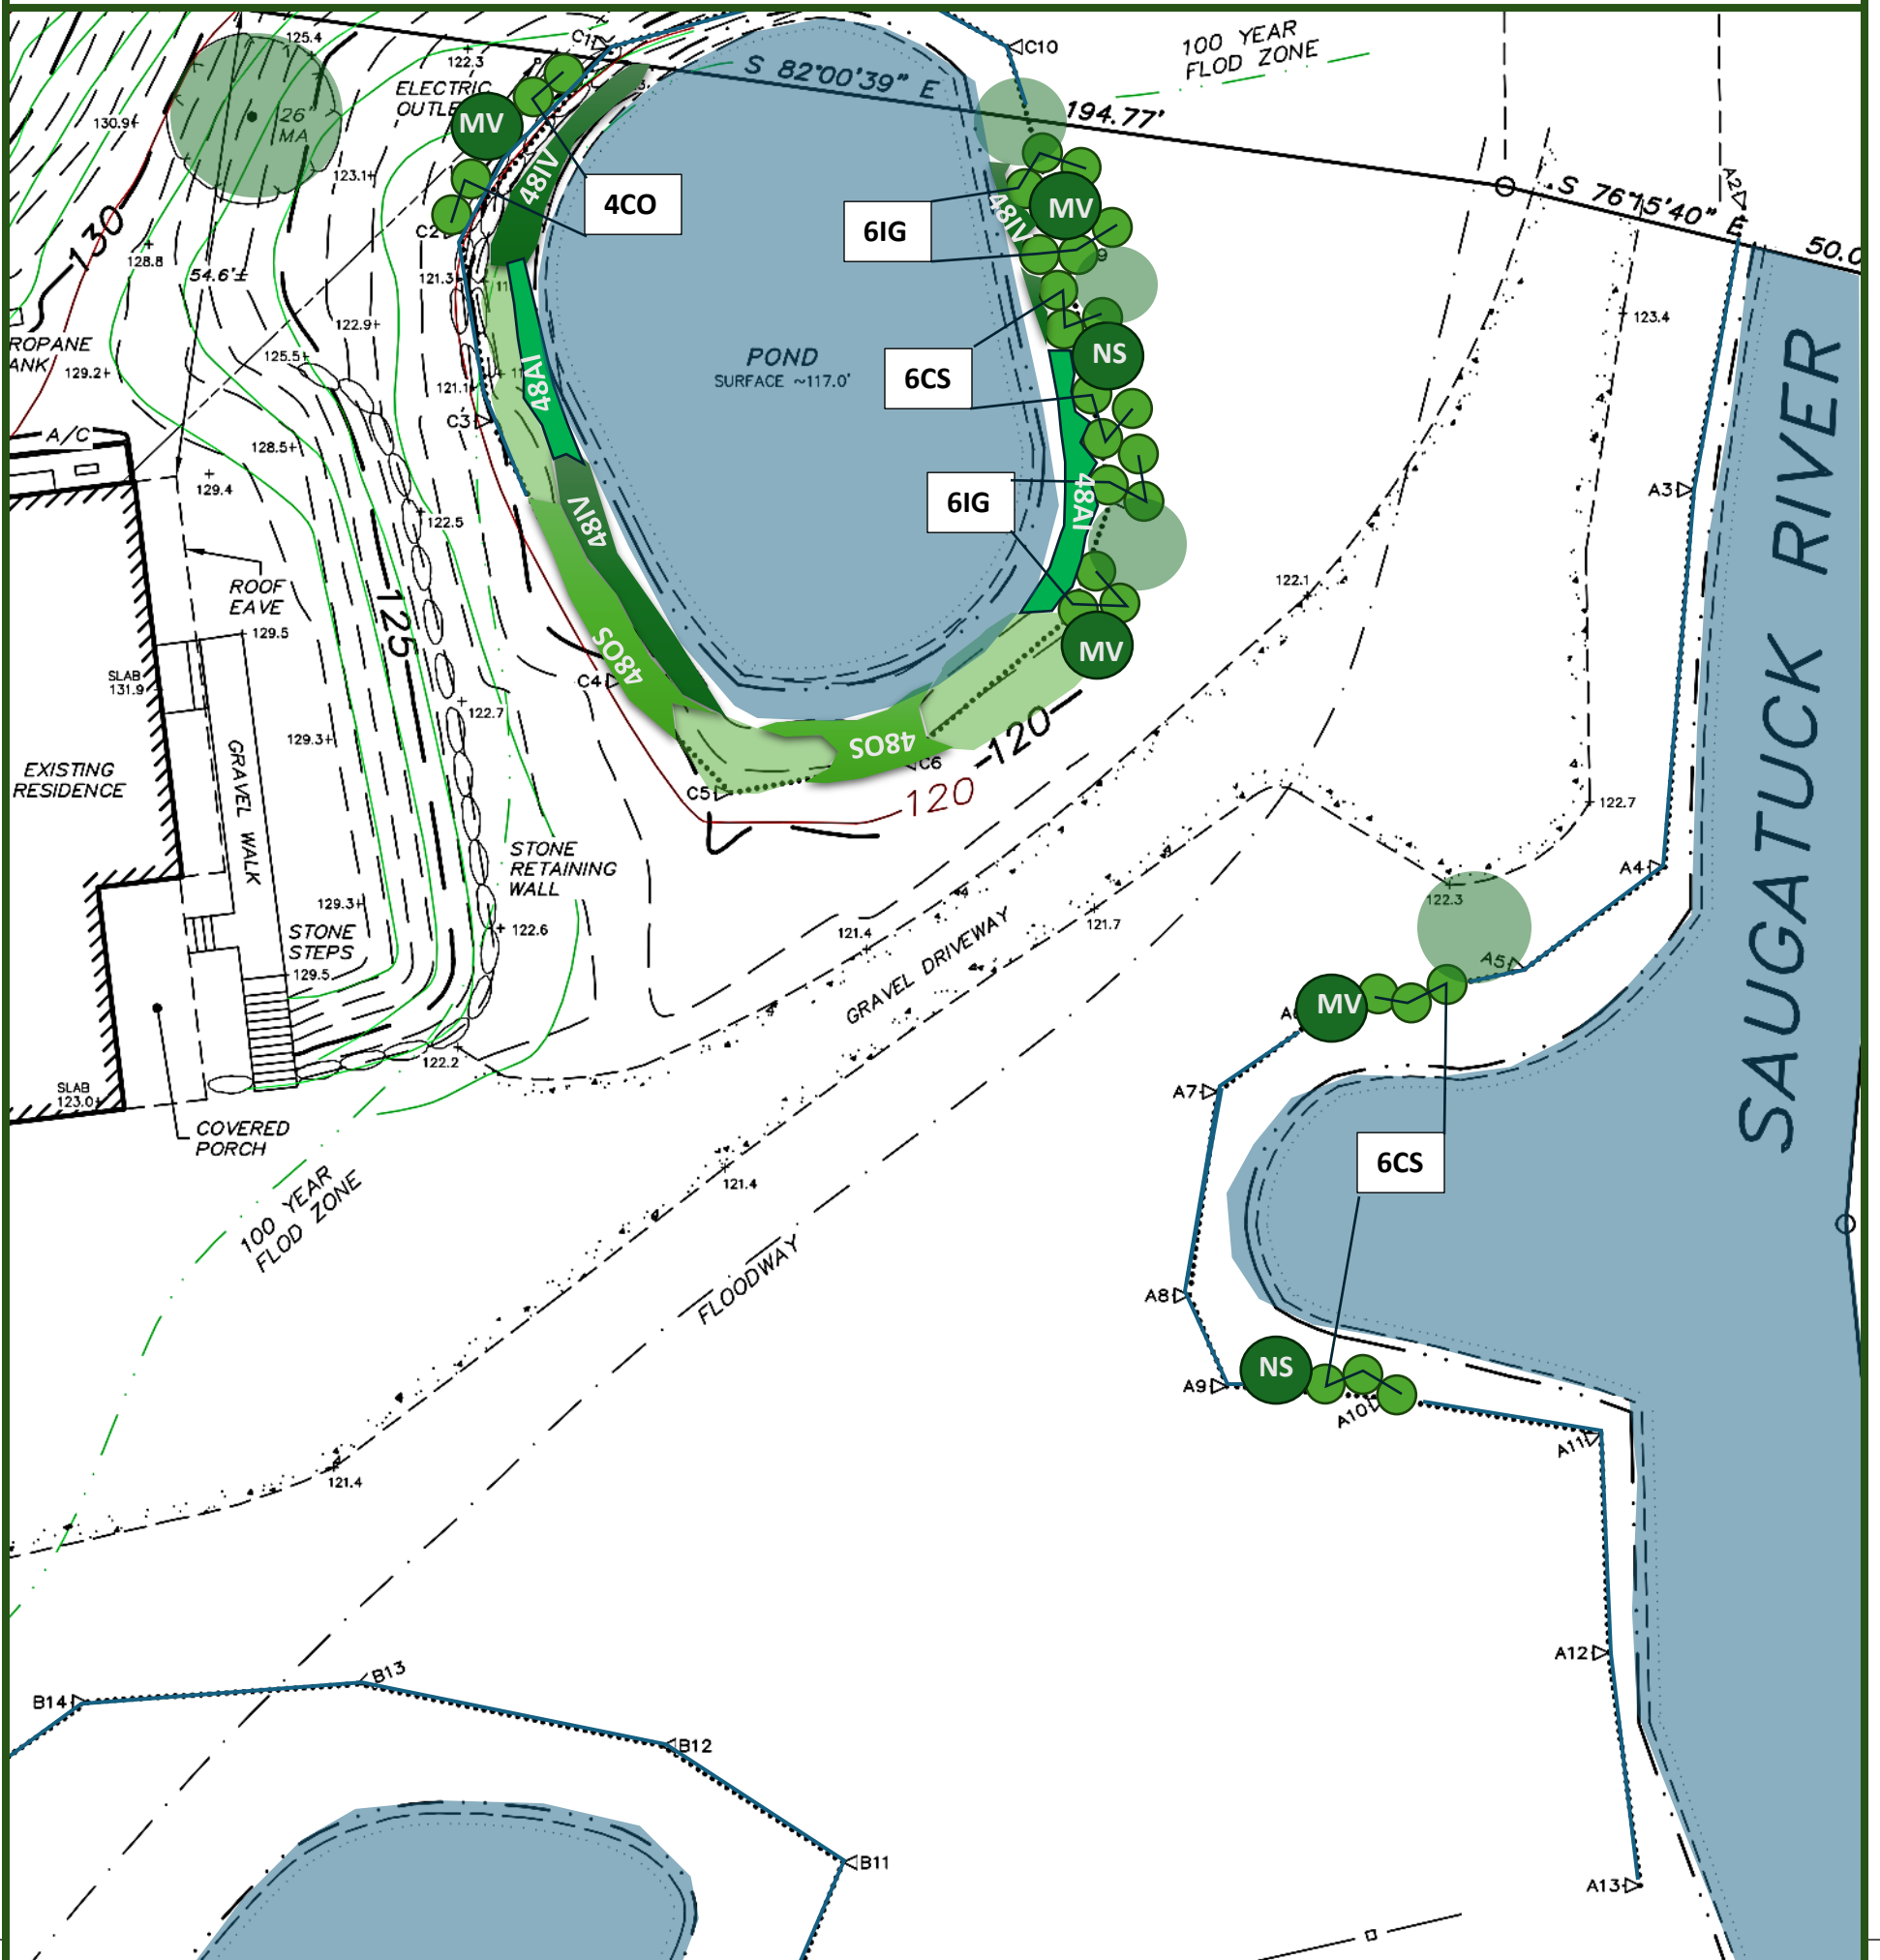 125.4
122.3
C1
C10
100 YEAR
FLOD ZONE
S 82°00'39" E
194.77'
ELECTRIC
MV
26"
MA
130.9
123.1
48IV
4CO
6IG
48IV
MV
S 76°15'40" E
A2
50.0
130
128.8
54.6'±
C2
121.3
122.9
125.5
ROPANE
ANK
129.2
POND
SURFACE ~117.0'
123.4
NS
6CS
48AI
121.1
C3
A/C
128.5
129.4
122.5
48IV
6IG
48AI
A3
SAUGATUCK RIVER
ROOF
EAVE
129.5
125
122.1
SLAB
131.9
48OS
C4
MV
122.7
129.3
GRAVEL WALK
48OS
C6
120
120
C5
EXISTING
RESIDENCE
122.7
STONE
RETAINING
WALL
A4
122.3
129.3
STONE
STEPS
129.5
122.6
121.4
121.7
GRAVEL DRIVEWAY
A5
MV
122.2
A7
SLAB
123.0
COVERED
PORCH
6CS
121.4
100 YEAR
FLOD ZONE
FLOODWAY
A8
NS
A9
A10
A11
121.4
A12
B13
B14
B12
B11
A13